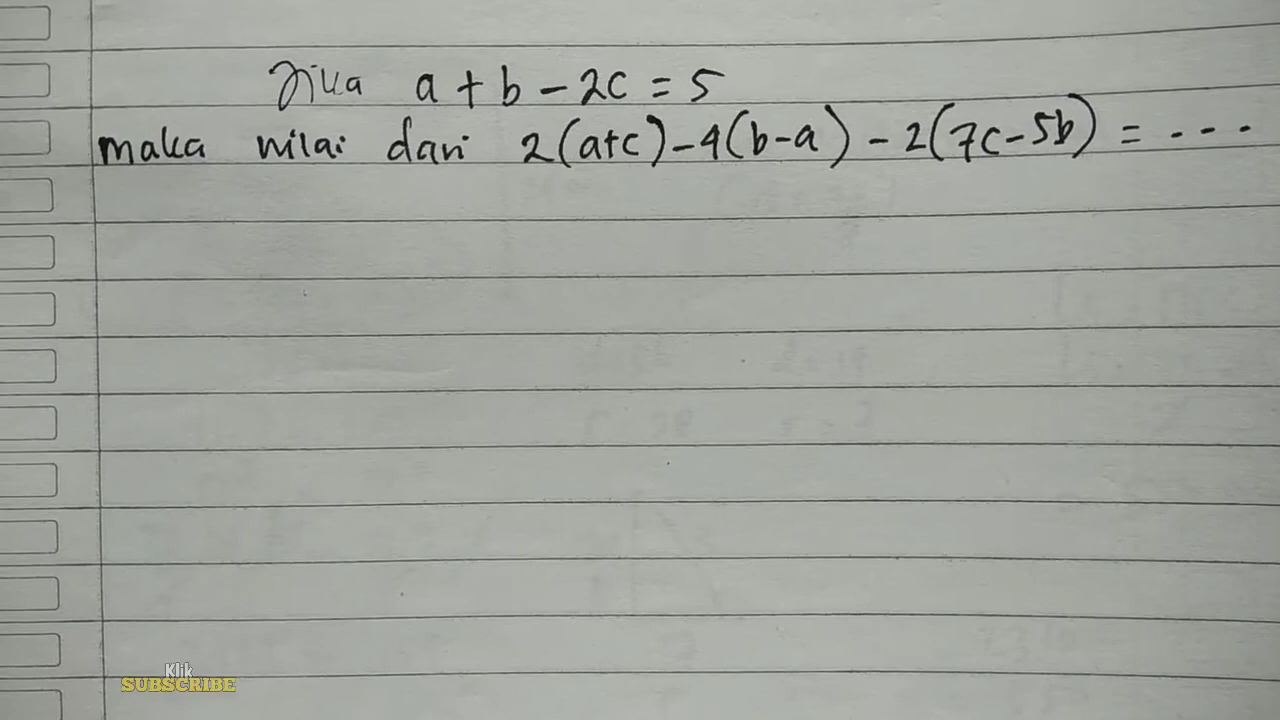 Jika a + b - 2c = 5
maka nilai dari 2(a+c)-4(b-a)-2(7c-5b) = ---
Klik
SUBSCRIBE